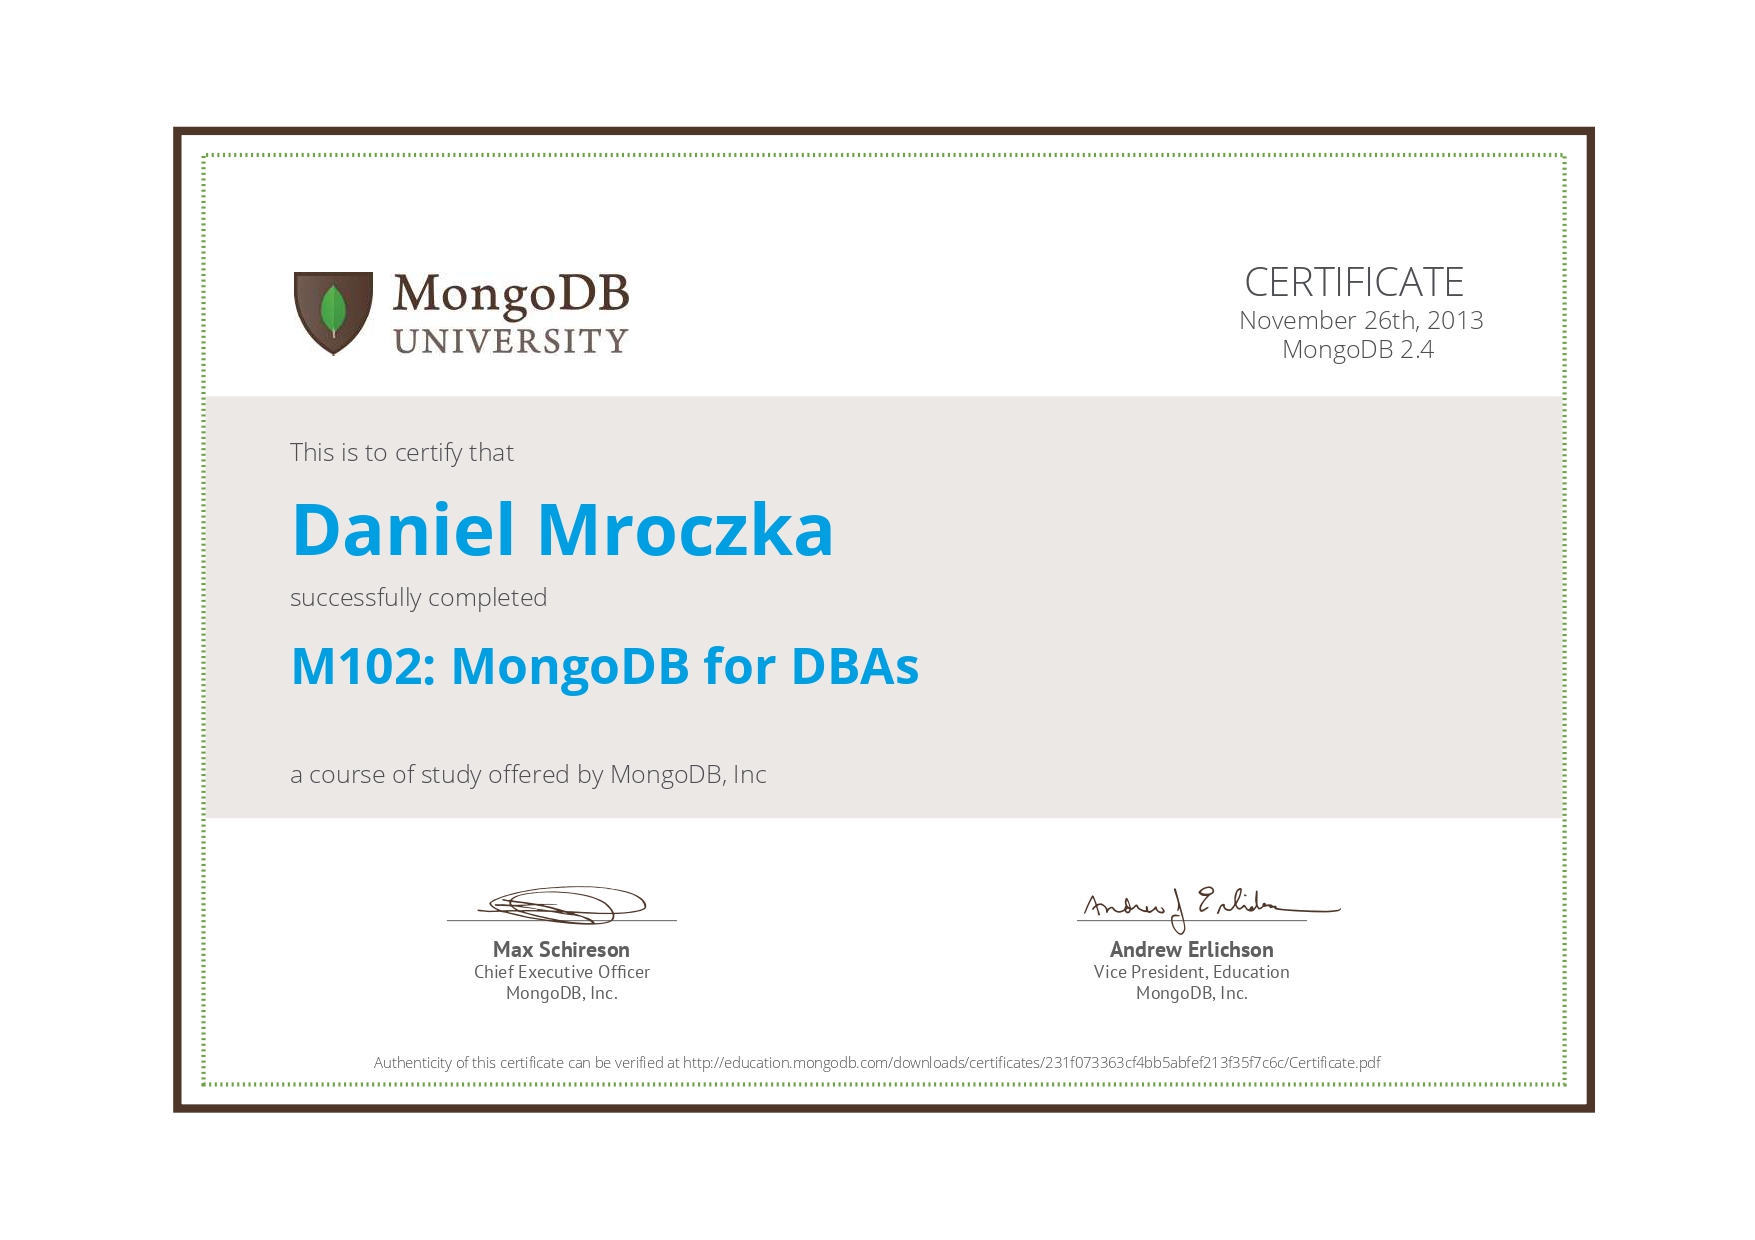 MongoDB
UNIVERSITY
CERTIFICATE
November 26th, 2013
MongoDB 2.4
This is to certify that
Daniel Mroczka
successfully completed
M102: MongoDB for DBAs
a course of study offered by MongoDB, Inc
Andrew J Erlichson
Max Schireson
Chief Executive Officer
MongoDB, Inc.
Andrew Erlichson
Vice President, Education
MongoDB, Inc.
Authenticity of this certificate can be verified at http://education.mongodb.com/downloads/certificates/231f073363cf4bb5abfef213f35f7c6c/Certificate.pdf